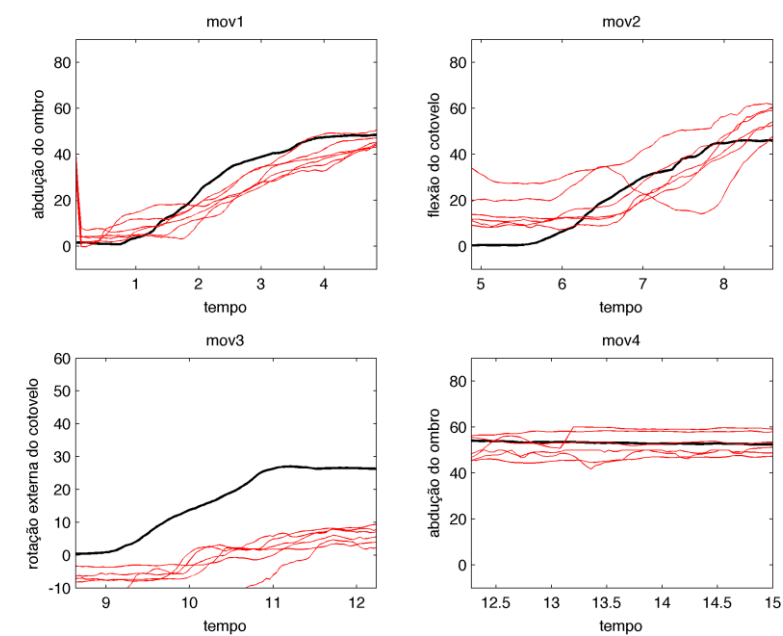 mov1
80
60
40
20
0
abdução do ombro
1 2 3 4
tempo
mov2
80
60
40
20
0
flexão do cotovelo
5 6 7 8
tempo
mov3
60
50
40
30
20
10
0
-10
rotação externa do cotovelo
9 10 11 12
tempo
mov4
80
60
40
20
0
abdução do ombro
12.5 13 13.5 14 14.5 15
tempo